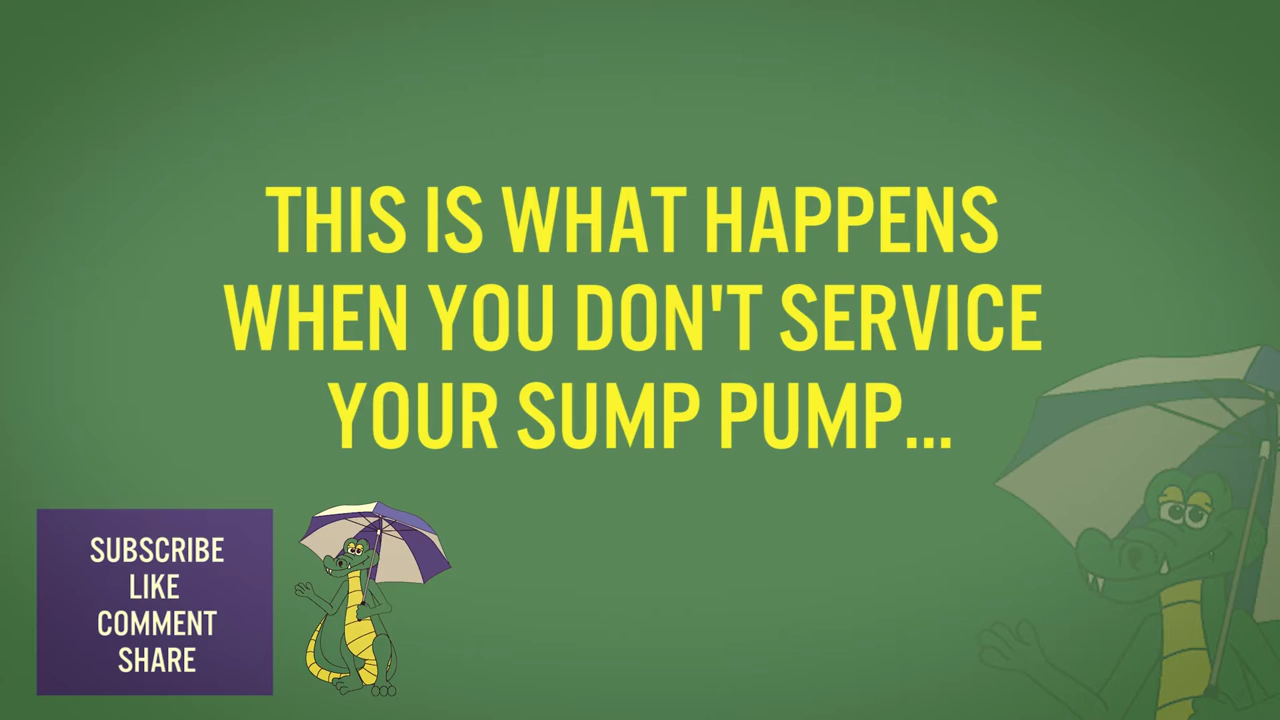 THIS IS WHAT HAPPENS
WHEN YOU DON'T SERVICE
YOUR SUMP PUMP...
SUBSCRIBE
LIKE
COMMENT
SHARE